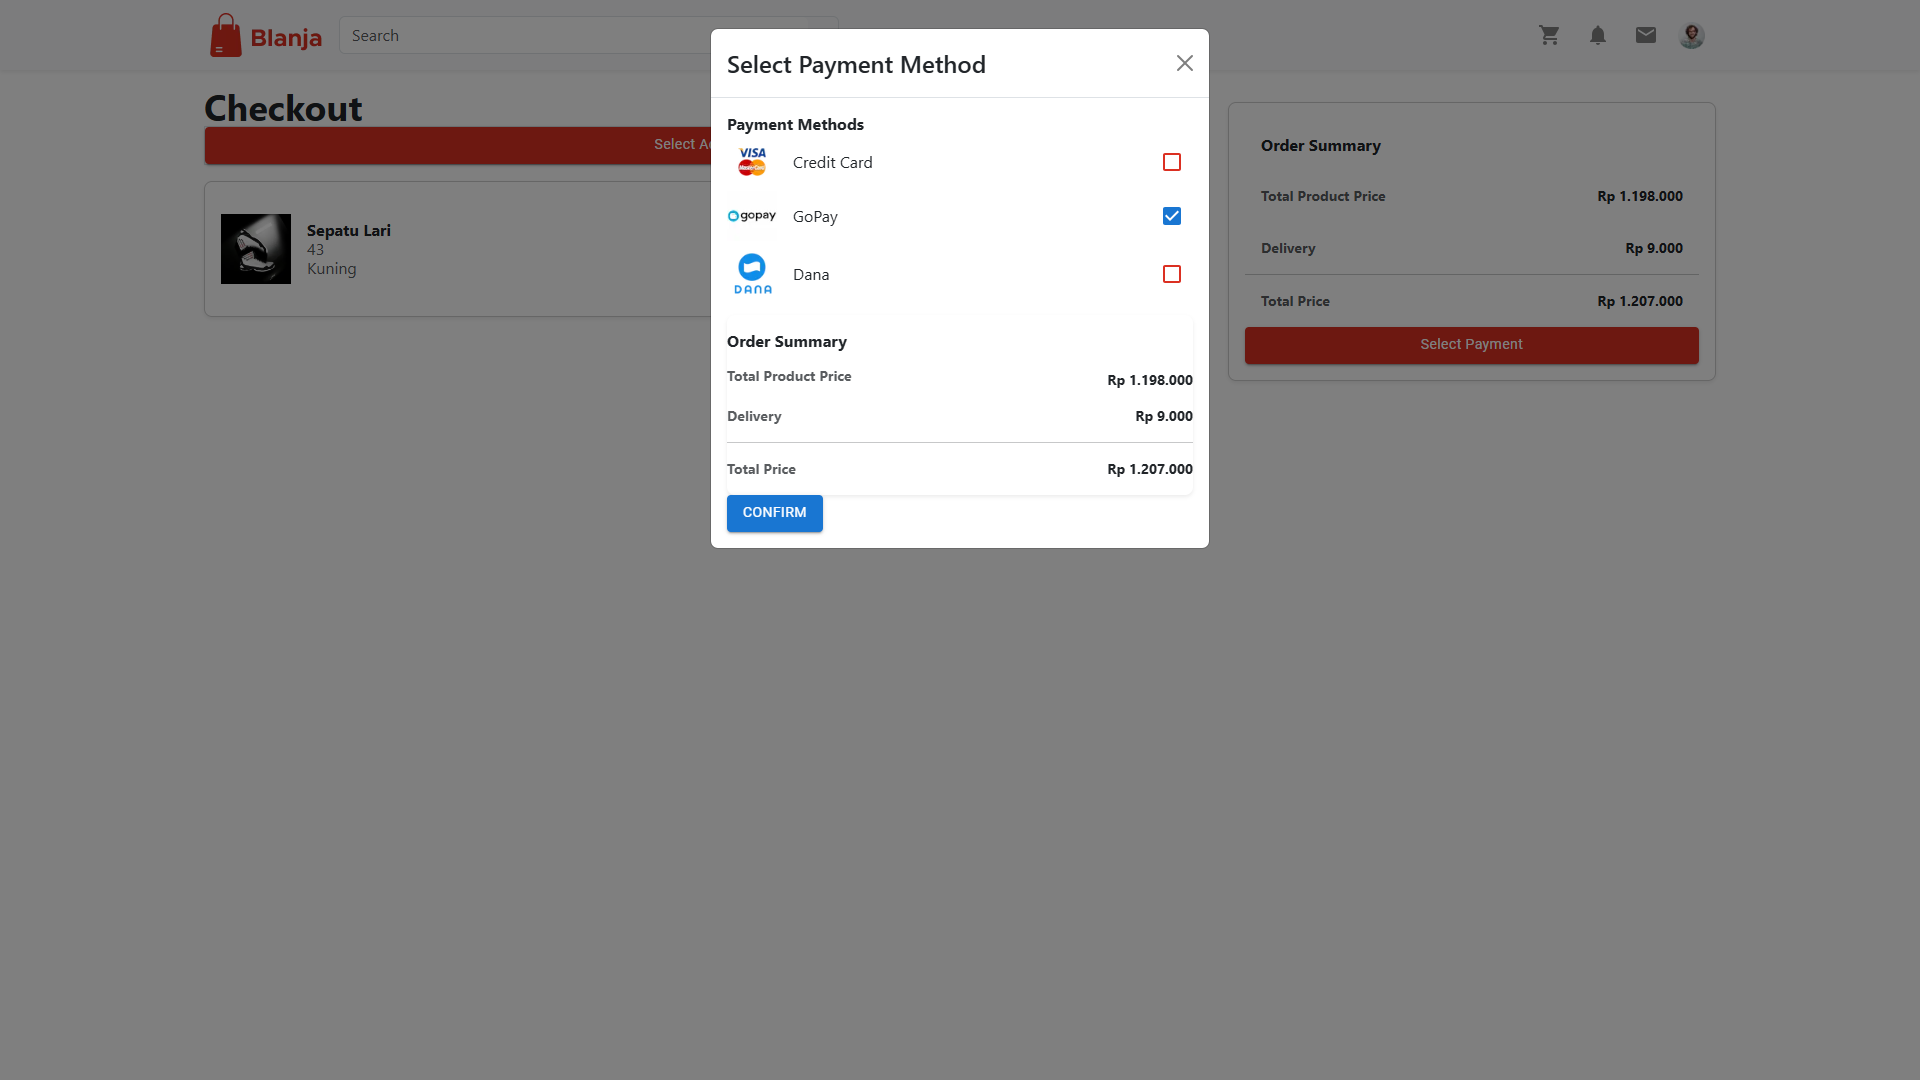 Blanja
Search
Checkout
Select A
Sepatu Lari
43
Kuning
Select Payment Method
Payment Methods
VISA
MasterCard
Credit Card
gopay
GoPay
DANA
Dana
Order Summary
Total Product Price Rp 1.198.000
Delivery Rp 9.000
Total Price Rp 1.207.000
CONFIRM
Order Summary
Total Product Price Rp 1.198.000
Delivery Rp 9.000
Total Price Rp 1.207.000
Select Payment